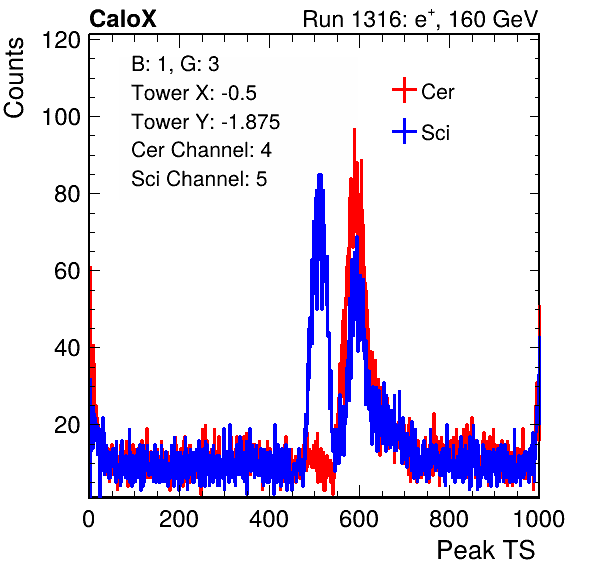 CaloX
Run 1316: e+, 160 GeV
Counts
B: 1, G: 3
Tower X: -0.5
Tower Y: -1.875
Cer Channel: 4
Sci Channel: 5
Cer
Sci
120
100
80
60
40
20
0 200 400 600 800 1000
Peak TS